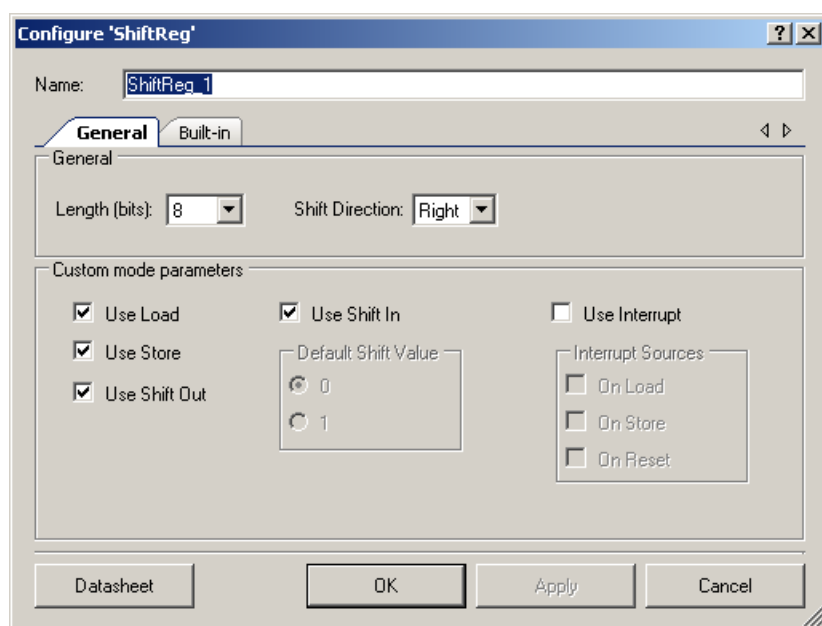 Configure 'ShiftReg'
Name: ShiftReg_1
General Built-in
General
Length (bits): 8 Shift Direction: Right
Custom mode parameters
Use Load Use Shift In Use Interrupt
Use Store Default Shift Value Interrupt Sources
Use Shift Out 0 On Load
1 On Store
On Reset
Datasheet OK Apply Cancel